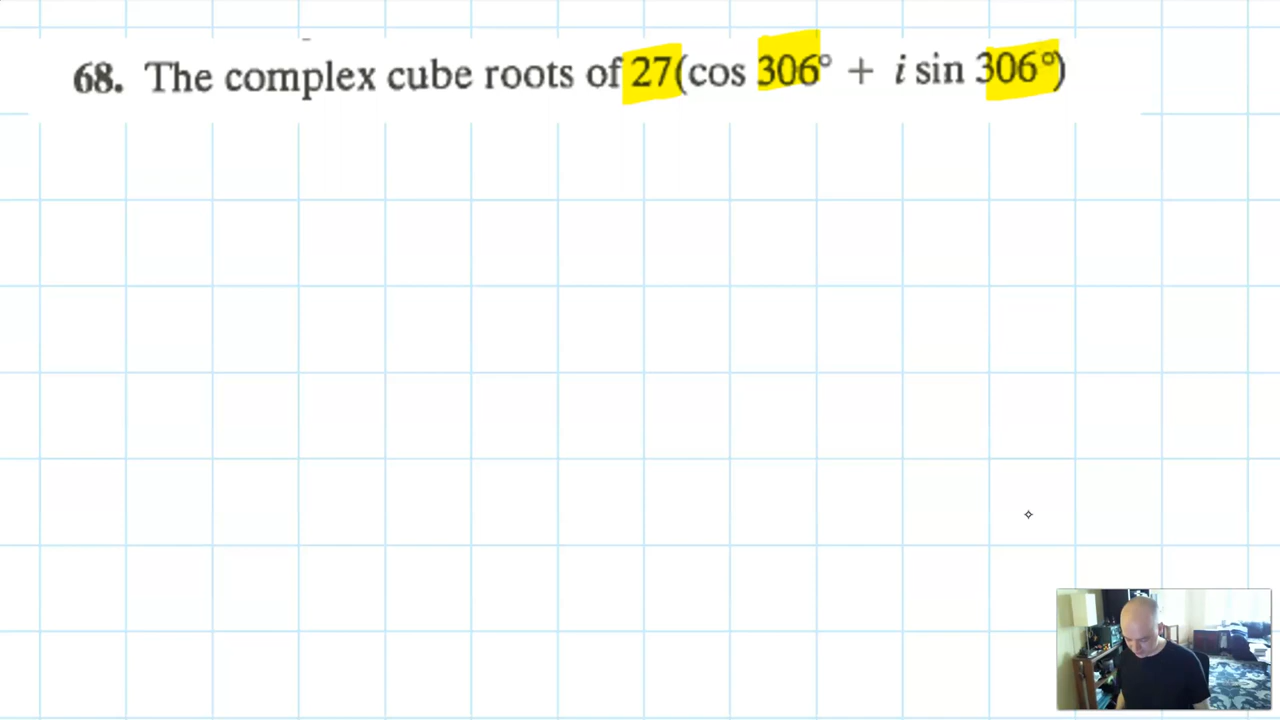 68. The complex cube roots of 27(cos 306° + i sin 306°)